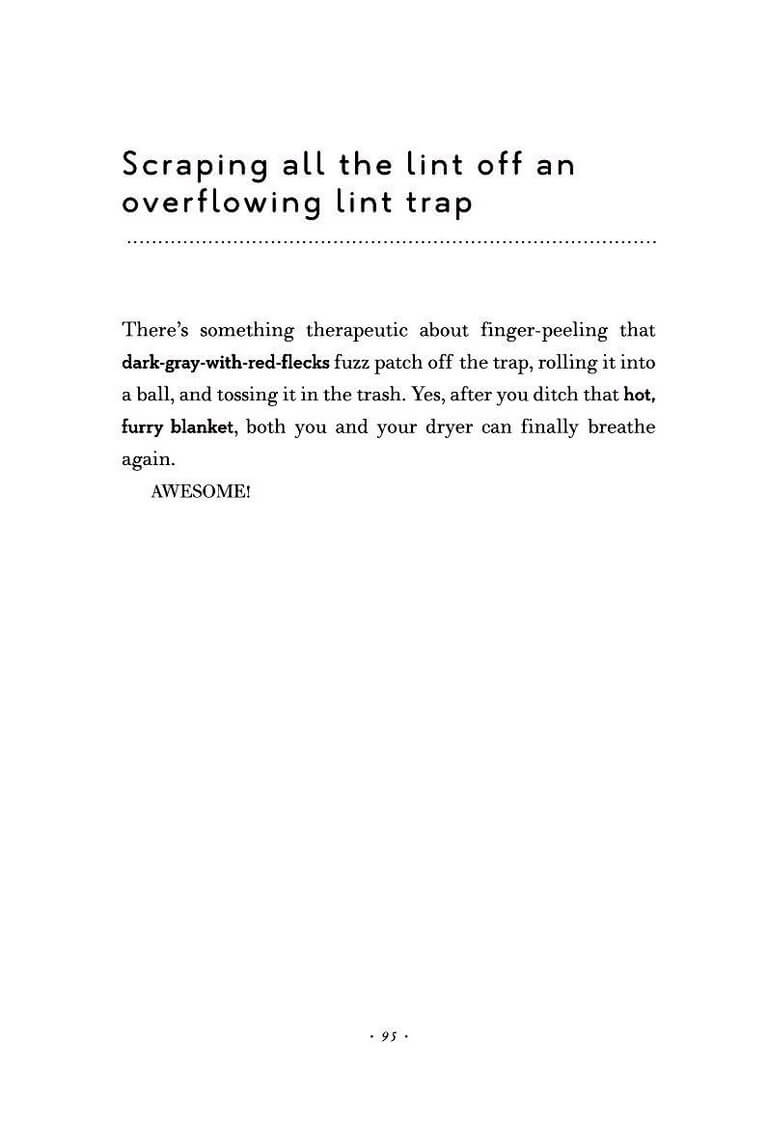 Scraping all the lint off an
overflowing lint trap
There’s something therapeutic about finger-peeling that
dark-gray-with-red-flecks fuzz patch off the trap, rolling it into
a ball, and tossing it in the trash. Yes, after you ditch that hot,
furry blanket, both you and your dryer can finally breathe
again.
AWESOME!
· 95 ·